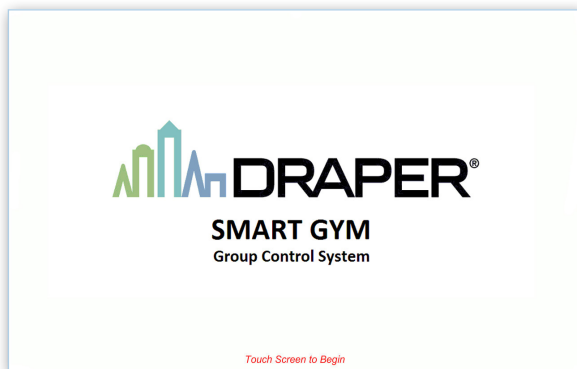 DRAPER®
SMART GYM
Group Control System
Touch Screen to Begin